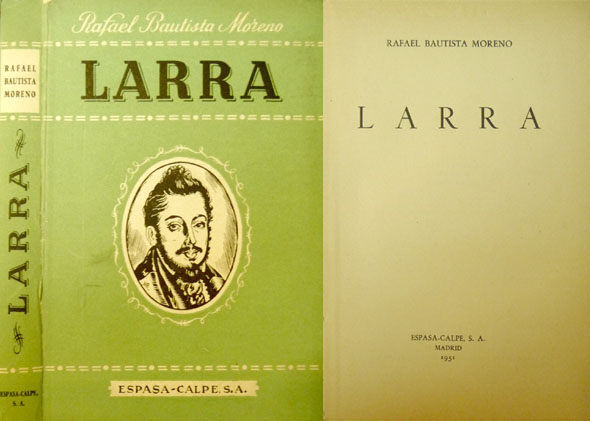 RAFAEL
BAUTISTA
MORENO
LARRA
ESPASA-CALPE,
S. A.
Rafael Bautista Moreno
LARRA
ESPASA-CALPE, S.A.
RAFAEL BAUTISTA MORENO
LARRA
ESPASA-CALPE, S. A.
MADRID
1951